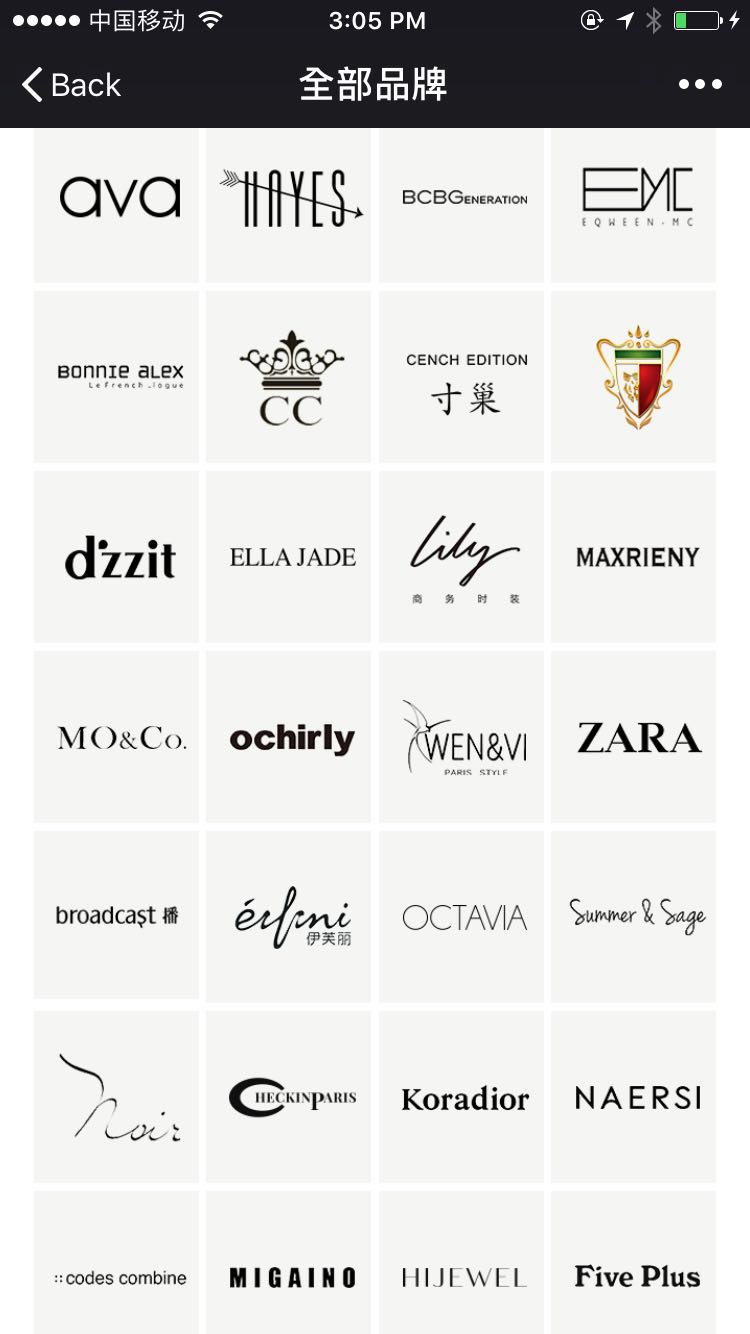 中国移动 3:05 PM
Back 全部品牌
ava
HAYES
BCBGENERATION
EMC
EQWEEN·MC
BONNIE ALEX
Le French _logue
CC
CENCH EDITION
寸巢
d'zzit
ELLA JADE
Lily
商务时装
MAXRIENY
MO&Co.
ochirly
WEN&VI
PARIS STYLE
ZARA
broadcast 播
érfuni
伊芙丽
OCTAVIA
Summer & Sage
Noir
CHECKINPARIS
Koradior
NAERSI
::codes combine
MIGAINO
HIJEWEL
Five Plus